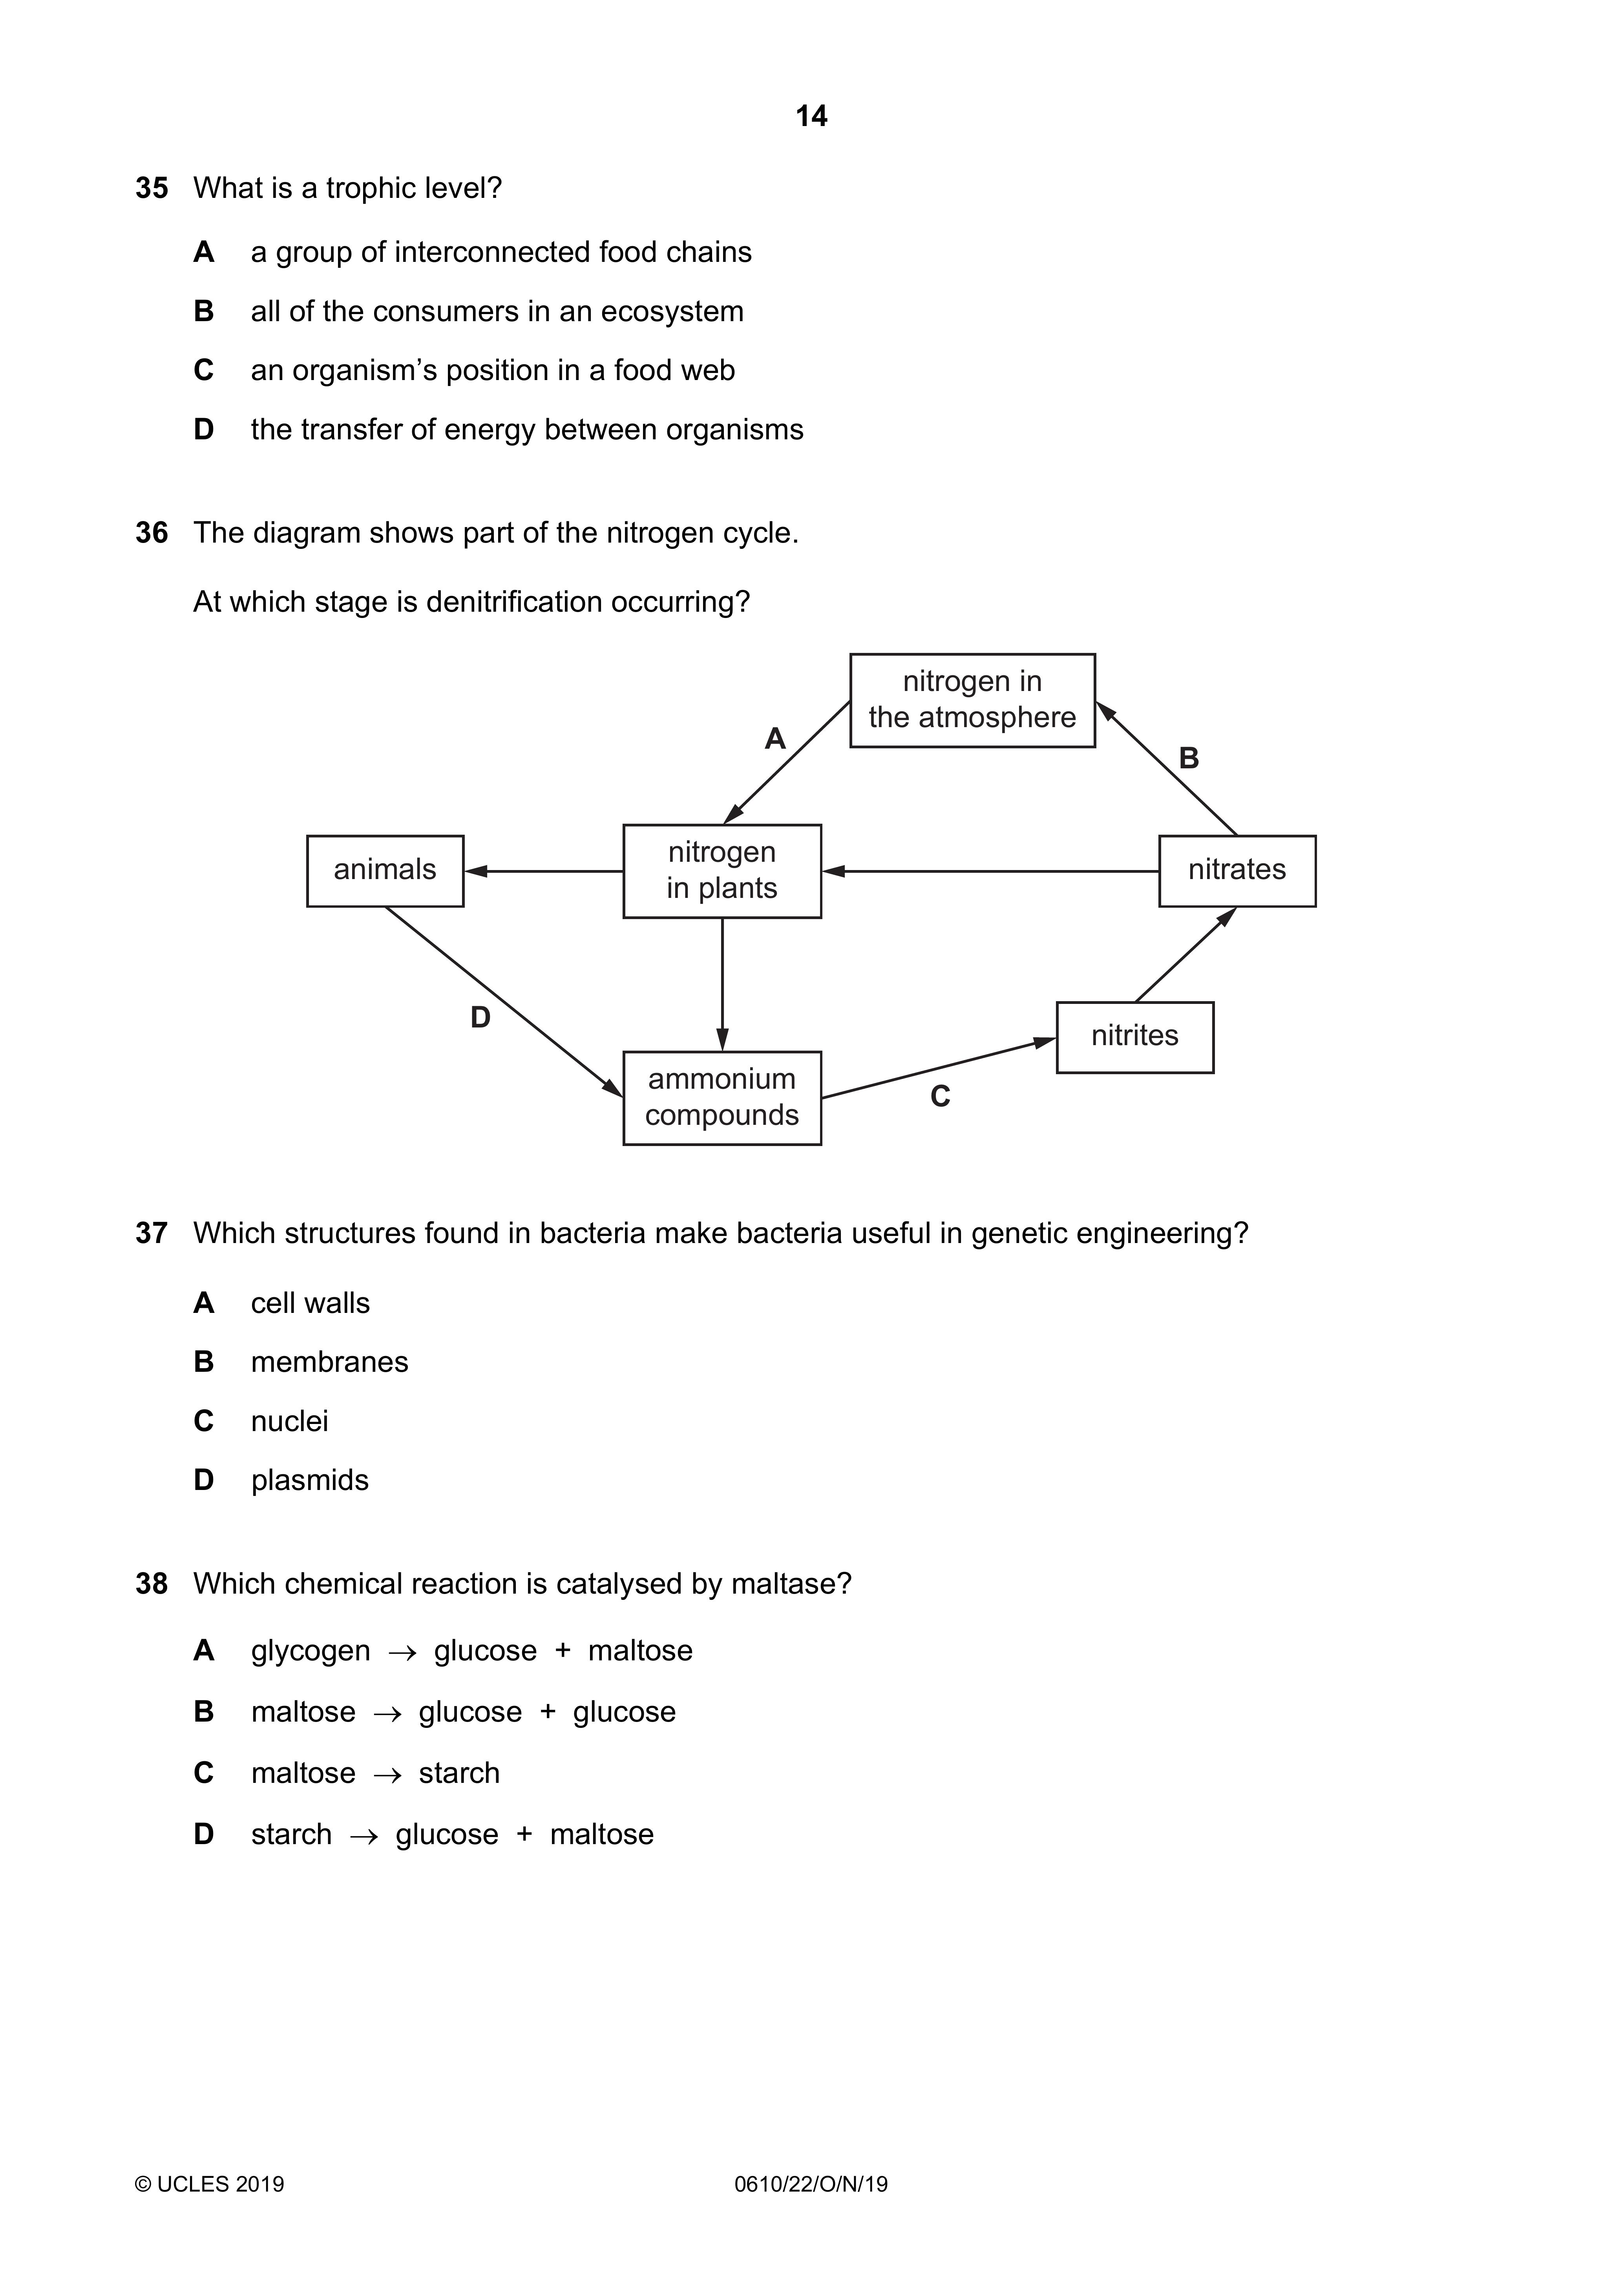 14
35 What is a trophic level?
A a group of interconnected food chains
B all of the consumers in an ecosystem
C an organism’s position in a food web
D the transfer of energy between organisms
36 The diagram shows part of the nitrogen cycle.
At which stage is denitrification occurring?
nitrogen in
the atmosphere
A
B
animals
nitrogen
in plants
nitrates
D
nitrites
ammonium
compounds
C
37 Which structures found in bacteria make bacteria useful in genetic engineering?
A cell walls
B membranes
C nuclei
D plasmids
38 Which chemical reaction is catalysed by maltase?
A glycogen → glucose + maltose
B maltose → glucose + glucose
C maltose → starch
D starch → glucose + maltose
© UCLES 2019 0610/22/O/N/19